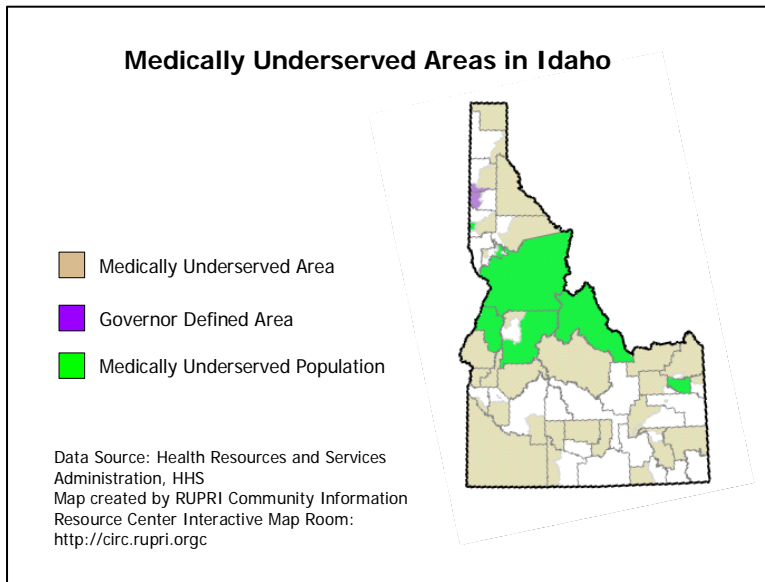 Medically Underserved Areas in Idaho
Medically Underserved Area
Governor Defined Area
Medically Underserved Population
Data Source: Health Resources and Services
Administration, HHS
Map created by RUPRI Community Information
Resource Center Interactive Map Room:
http://circ.rupri.orgc